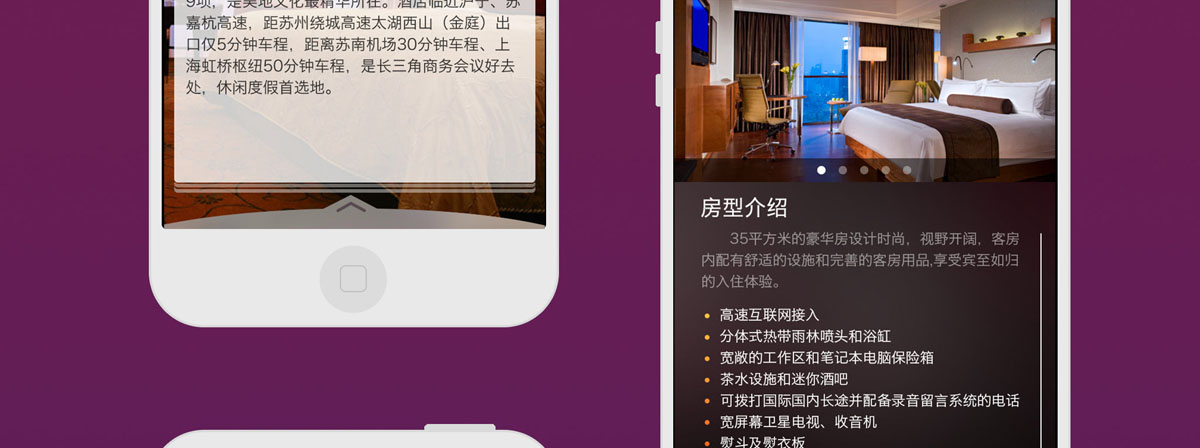 9项，是吴地文化最精华所在。酒店临近沪宁、苏
嘉杭高速，距苏州绕城高速太湖西山（金庭）出
口仅5分钟车程，距离苏南机场30分钟车程、上
海虹桥枢纽50分钟车程，是长三角商务会议好去
处，休闲度假首选地。
房型介绍
35平方米的豪华房设计时尚，视野开阔，客房
内配有舒适的设施和完善的客房用品,享受宾至如归
的入住体验。
高速互联网接入
分体式热带雨林喷头和浴缸
宽敞的工作区和笔记本电脑保险箱
茶水设施和迷你酒吧
可拨打国际国内长途并配备录音留言系统的电话
宽屏幕卫星电视、收音机
熨斗及熨衣板